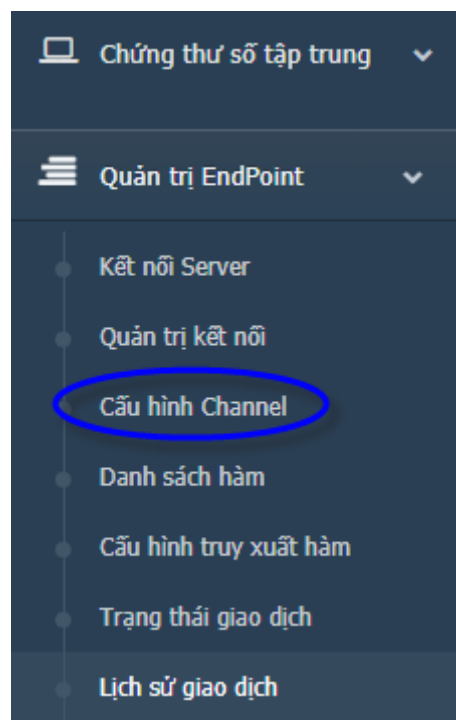 Chứng thư số tập trung
Quản trị EndPoint
Kết nối Server
Quản trị kết nối
Cấu hình Channel
Danh sách hàm
Cấu hình truy xuất hàm
Trạng thái giao dịch
Lịch sử giao dịch